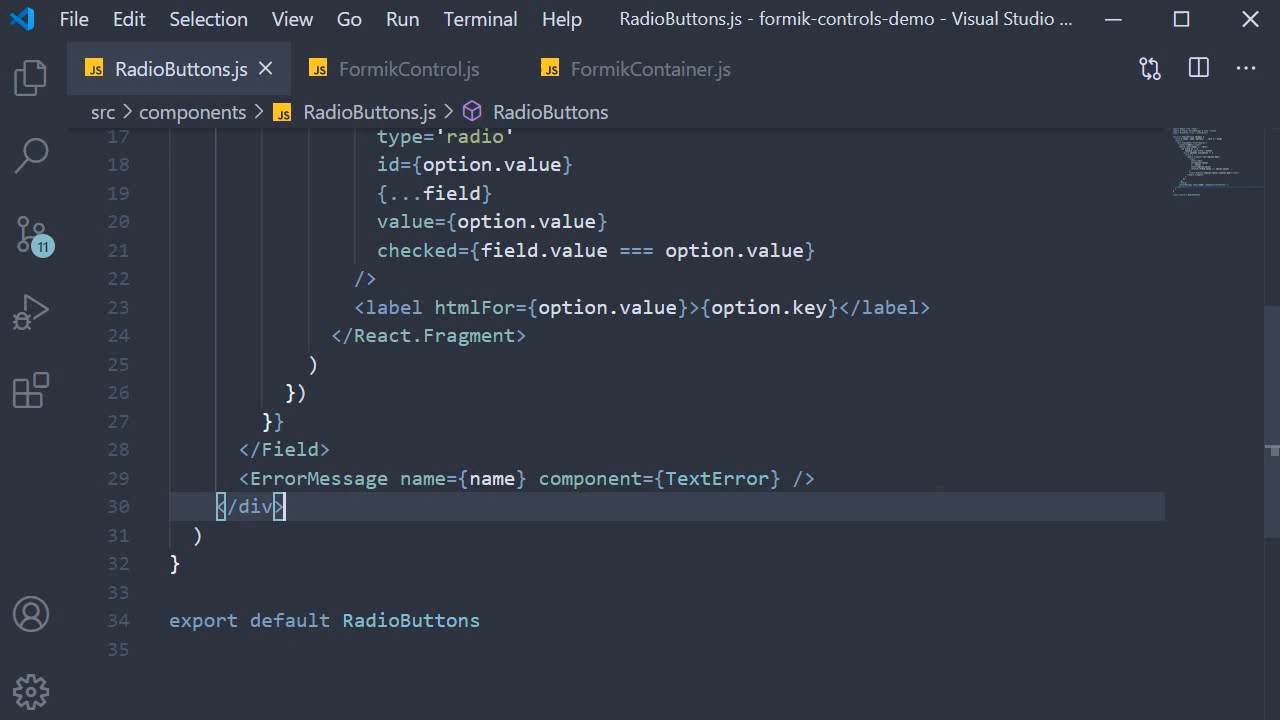 File Edit Selection View Go Run Terminal Help RadioButtons.js - formik-controls-demo - Visual Studio ...
JS RadioButtons.js JS FormikControl.js JS FormikContainer.js
src > components > JS RadioButtons.js > RadioButtons
17 type='radio'
18 id={option.value}
19 {...field}
20 value={option.value}
21 checked={field.value === option.value}
22 />
23 <label htmlFor={option.value}>{option.key}</label>
24 </React.Fragment>
25 )
26 })
27 }}
28 </Field>
29 <ErrorMessage name={name} component={TextError} />
30 </div>
31 )
32 }
33
34 export default RadioButtons
35
11